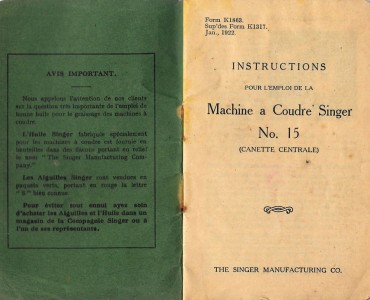 AVIS IMPORTANT.
Nous appelons l'attention de nos clients
sur la question très importante de l'emploi de
bonne huile pour le graissage des machines à
coudre.
L'Huile Singer fabriquée spécialement
pour les machines à coudre est fournie en
bouteilles dans des flacons portant en relief
le mot "The Singer Manufacturing Com-
pany."
Les Aiguilles Singer sont vendues en
paquets verts, portant en rouge la lettre
"S" bien connue.
Pour éviter tout ennui ayez soin
d'acheter les Aiguilles et l'Huile dans un
magasin de la Compagnie Singer ou à
l'un de ses représentants.
Form K1863.
Sup'des Form K1317.
Jan., 1922.
INSTRUCTIONS
POUR L'EMPLOI DE LA
Machine a Coudre Singer
No. 15
(CANETTE CENTRALE)
THE SINGER MANUFACTURING CO.